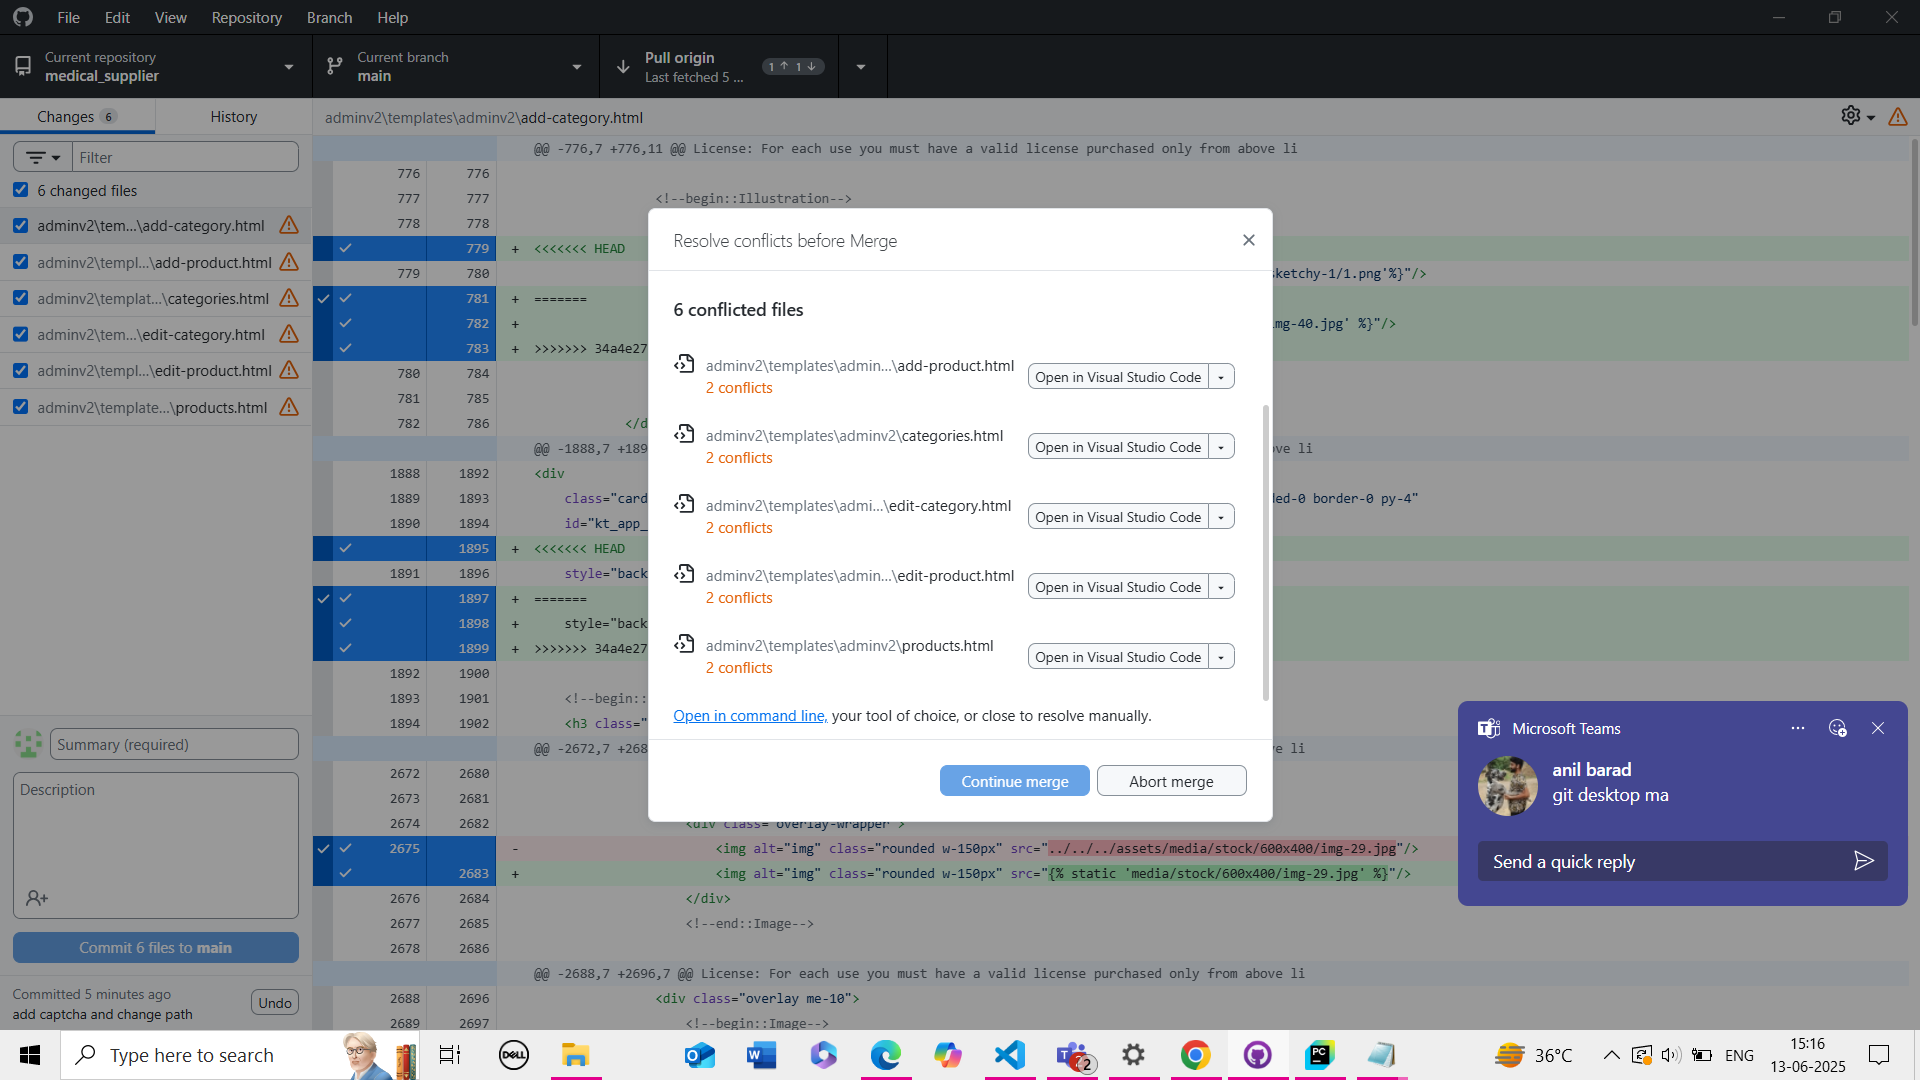 File Edit View Repository Branch Help
Current repository
medical_supplier
Current branch
main
Pull origin
Last fetched 5 ...
1 ↑ 1 ↓
Changes 6
History
adminv2\templates\adminv2\add-category.html
Filter
6 changed files
adminv2\tem...\add-category.html
adminv2\templ...\add-product.html
adminv2\templat...\categories.html
adminv2\tem...\edit-category.html
adminv2\templ...\edit-product.html
adminv2\template...\products.html
Summary (required)
Description
Commit 6 files to main
Committed 5 minutes ago
add captcha and change path
Undo
@@ -776,7 +776,11 @@ License: For each use you must have a valid license purchased only from above li
776 776
777 777 <!--begin::Illustration-->
778 778
779 + <<<<<<< HEAD
779 780 sketchy-1/1.png'%}"/>
781 + =======
782 + mg-40.jpg' %}"/>
783 + >>>>>>> 34a4e27
780 784
781 785
782 786 </d
@@ -1888,7 +189 ve li
1888 1892 <div
1889 1893 class="card ed-0 border-0 py-4"
1890 1894 id="kt_app_
1895 + <<<<<<< HEAD
1891 1896 style="back
1897 + =======
1898 + style="back
1899 + >>>>>>> 34a4e27
1892 1900
1893 1901 <!--begin::
1894 1902 <h3 class="
@@ -2672,7 +268 ve li
2672 2680
2673 2681
2674 2682 <div class="overlay-wrapper">
2675 - <img alt="img" class="rounded w-150px" src="../../../assets/media/stock/600x400/img-29.jpg"/>
2683 + <img alt="img" class="rounded w-150px" src="{% static 'media/stock/600x400/img-29.jpg' %}"/>
2676 2684 </div>
2677 2685 <!--end::Image-->
2678 2686
@@ -2688,7 +2696,7 @@ License: For each use you must have a valid license purchased only from above li
2688 2696 <div class="overlay me-10">
2689 2697 <!--begin::Image-->
Resolve conflicts before Merge
6 conflicted files
adminv2\templates\admin...\add-product.html
2 conflicts
Open in Visual Studio Code
adminv2\templates\adminv2\categories.html
2 conflicts
Open in Visual Studio Code
adminv2\templates\admi...\edit-category.html
2 conflicts
Open in Visual Studio Code
adminv2\templates\admin...\edit-product.html
2 conflicts
Open in Visual Studio Code
adminv2\templates\adminv2\products.html
2 conflicts
Open in Visual Studio Code
Open in command line, your tool of choice, or close to resolve manually.
Continue merge
Abort merge
Microsoft Teams
anil barad
git desktop ma
Send a quick reply
Type here to search
DELL
2
PC
36°C
ENG
15:16
13-06-2025